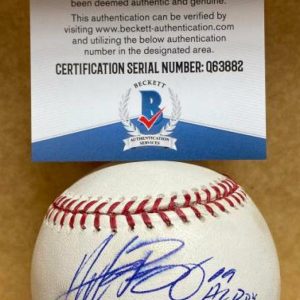 been deemed authentic and genuine.
This authentication can be verified by
visiting www.beckett-authentication.com
and utilizing the below authentication
number in the designated area.
CERTIFICATION SERIAL NUMBER: Q63882
BECKETT
B
AUTHENTICATION
SERVICES
09